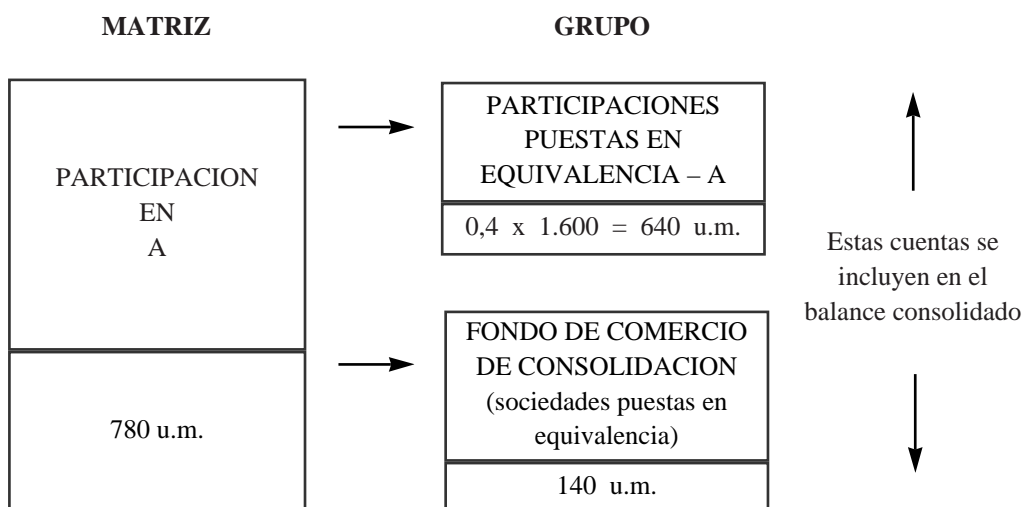 MATRIZ
GRUPO
PARTICIPACION
EN
A
780 u.m.
PARTICIPACIONES
PUESTAS EN
EQUIVALENCIA – A
0,4 x 1.600 = 640 u.m.
FONDO DE COMERCIO
DE CONSOLIDACION
(sociedades puestas en
equivalencia)
140 u.m.
Estas cuentas se
incluyen en el
balance consolidado